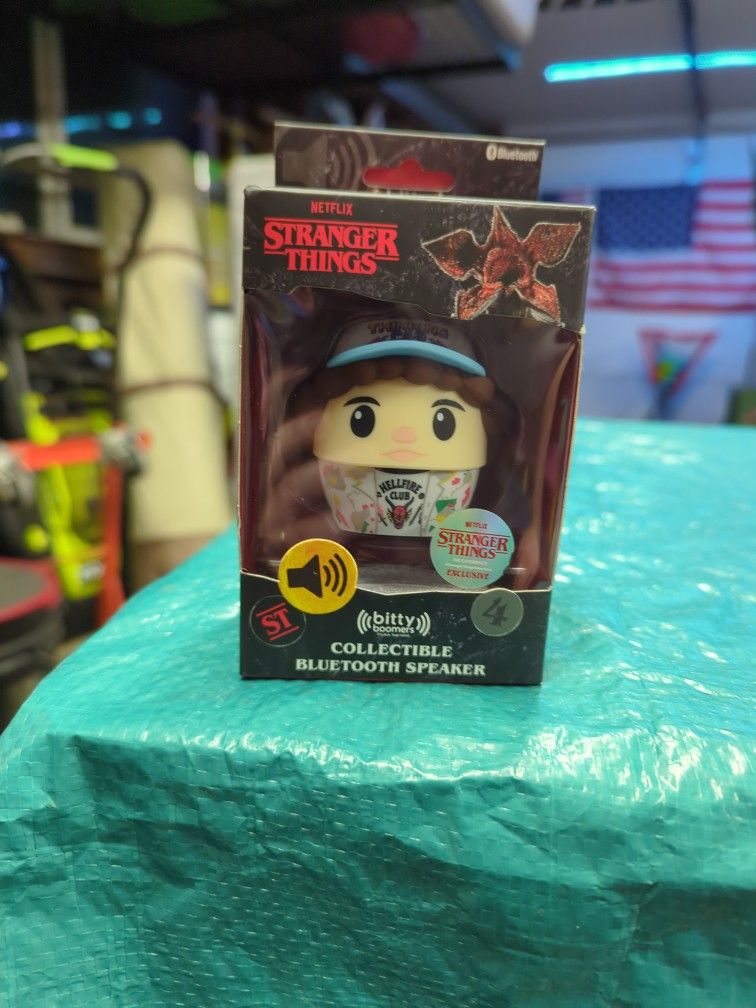 Bluetooth
NETFLIX
STRANGER
THINGS
HELLFIRE
CLUB
NETFLIX
STRANGER
THINGS
EXCLUSIVE
ST
4
bitty
boomers
COLLECTIBLE
BLUETOOTH SPEAKER